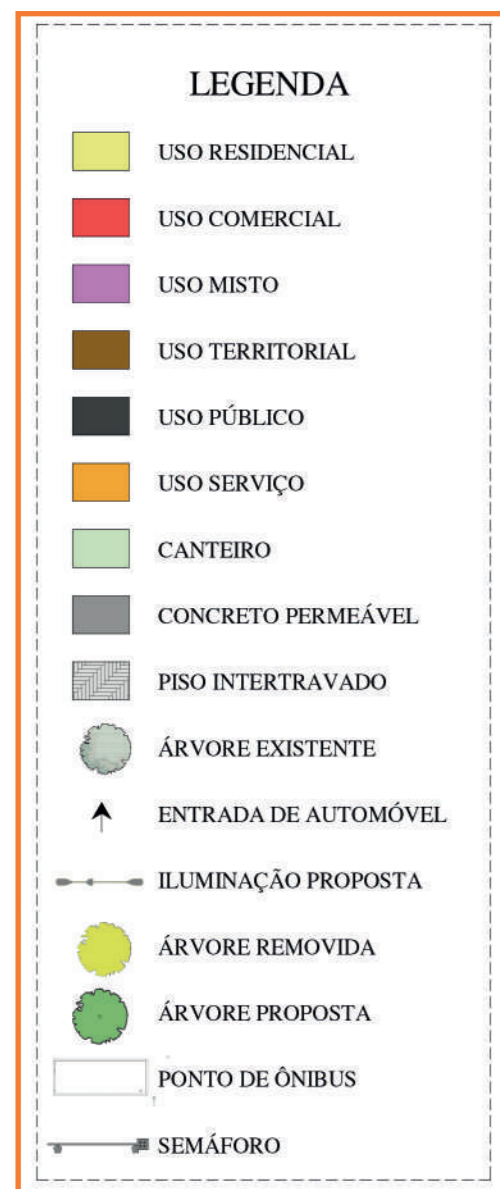 LEGENDA
USO RESIDENCIAL
USO COMERCIAL
USO MISTO
USO TERRITORIAL
USO PÚBLICO
USO SERVIÇO
CANTEIRO
CONCRETO PERMEÁVEL
PISO INTERTRAVADO
ÁRVORE EXISTENTE
ENTRADA DE AUTOMÓVEL
ILUMINAÇÃO PROPOSTA
ÁRVORE REMOVIDA
ÁRVORE PROPOSTA
PONTO DE ÔNIBUS
SEMÁFORO